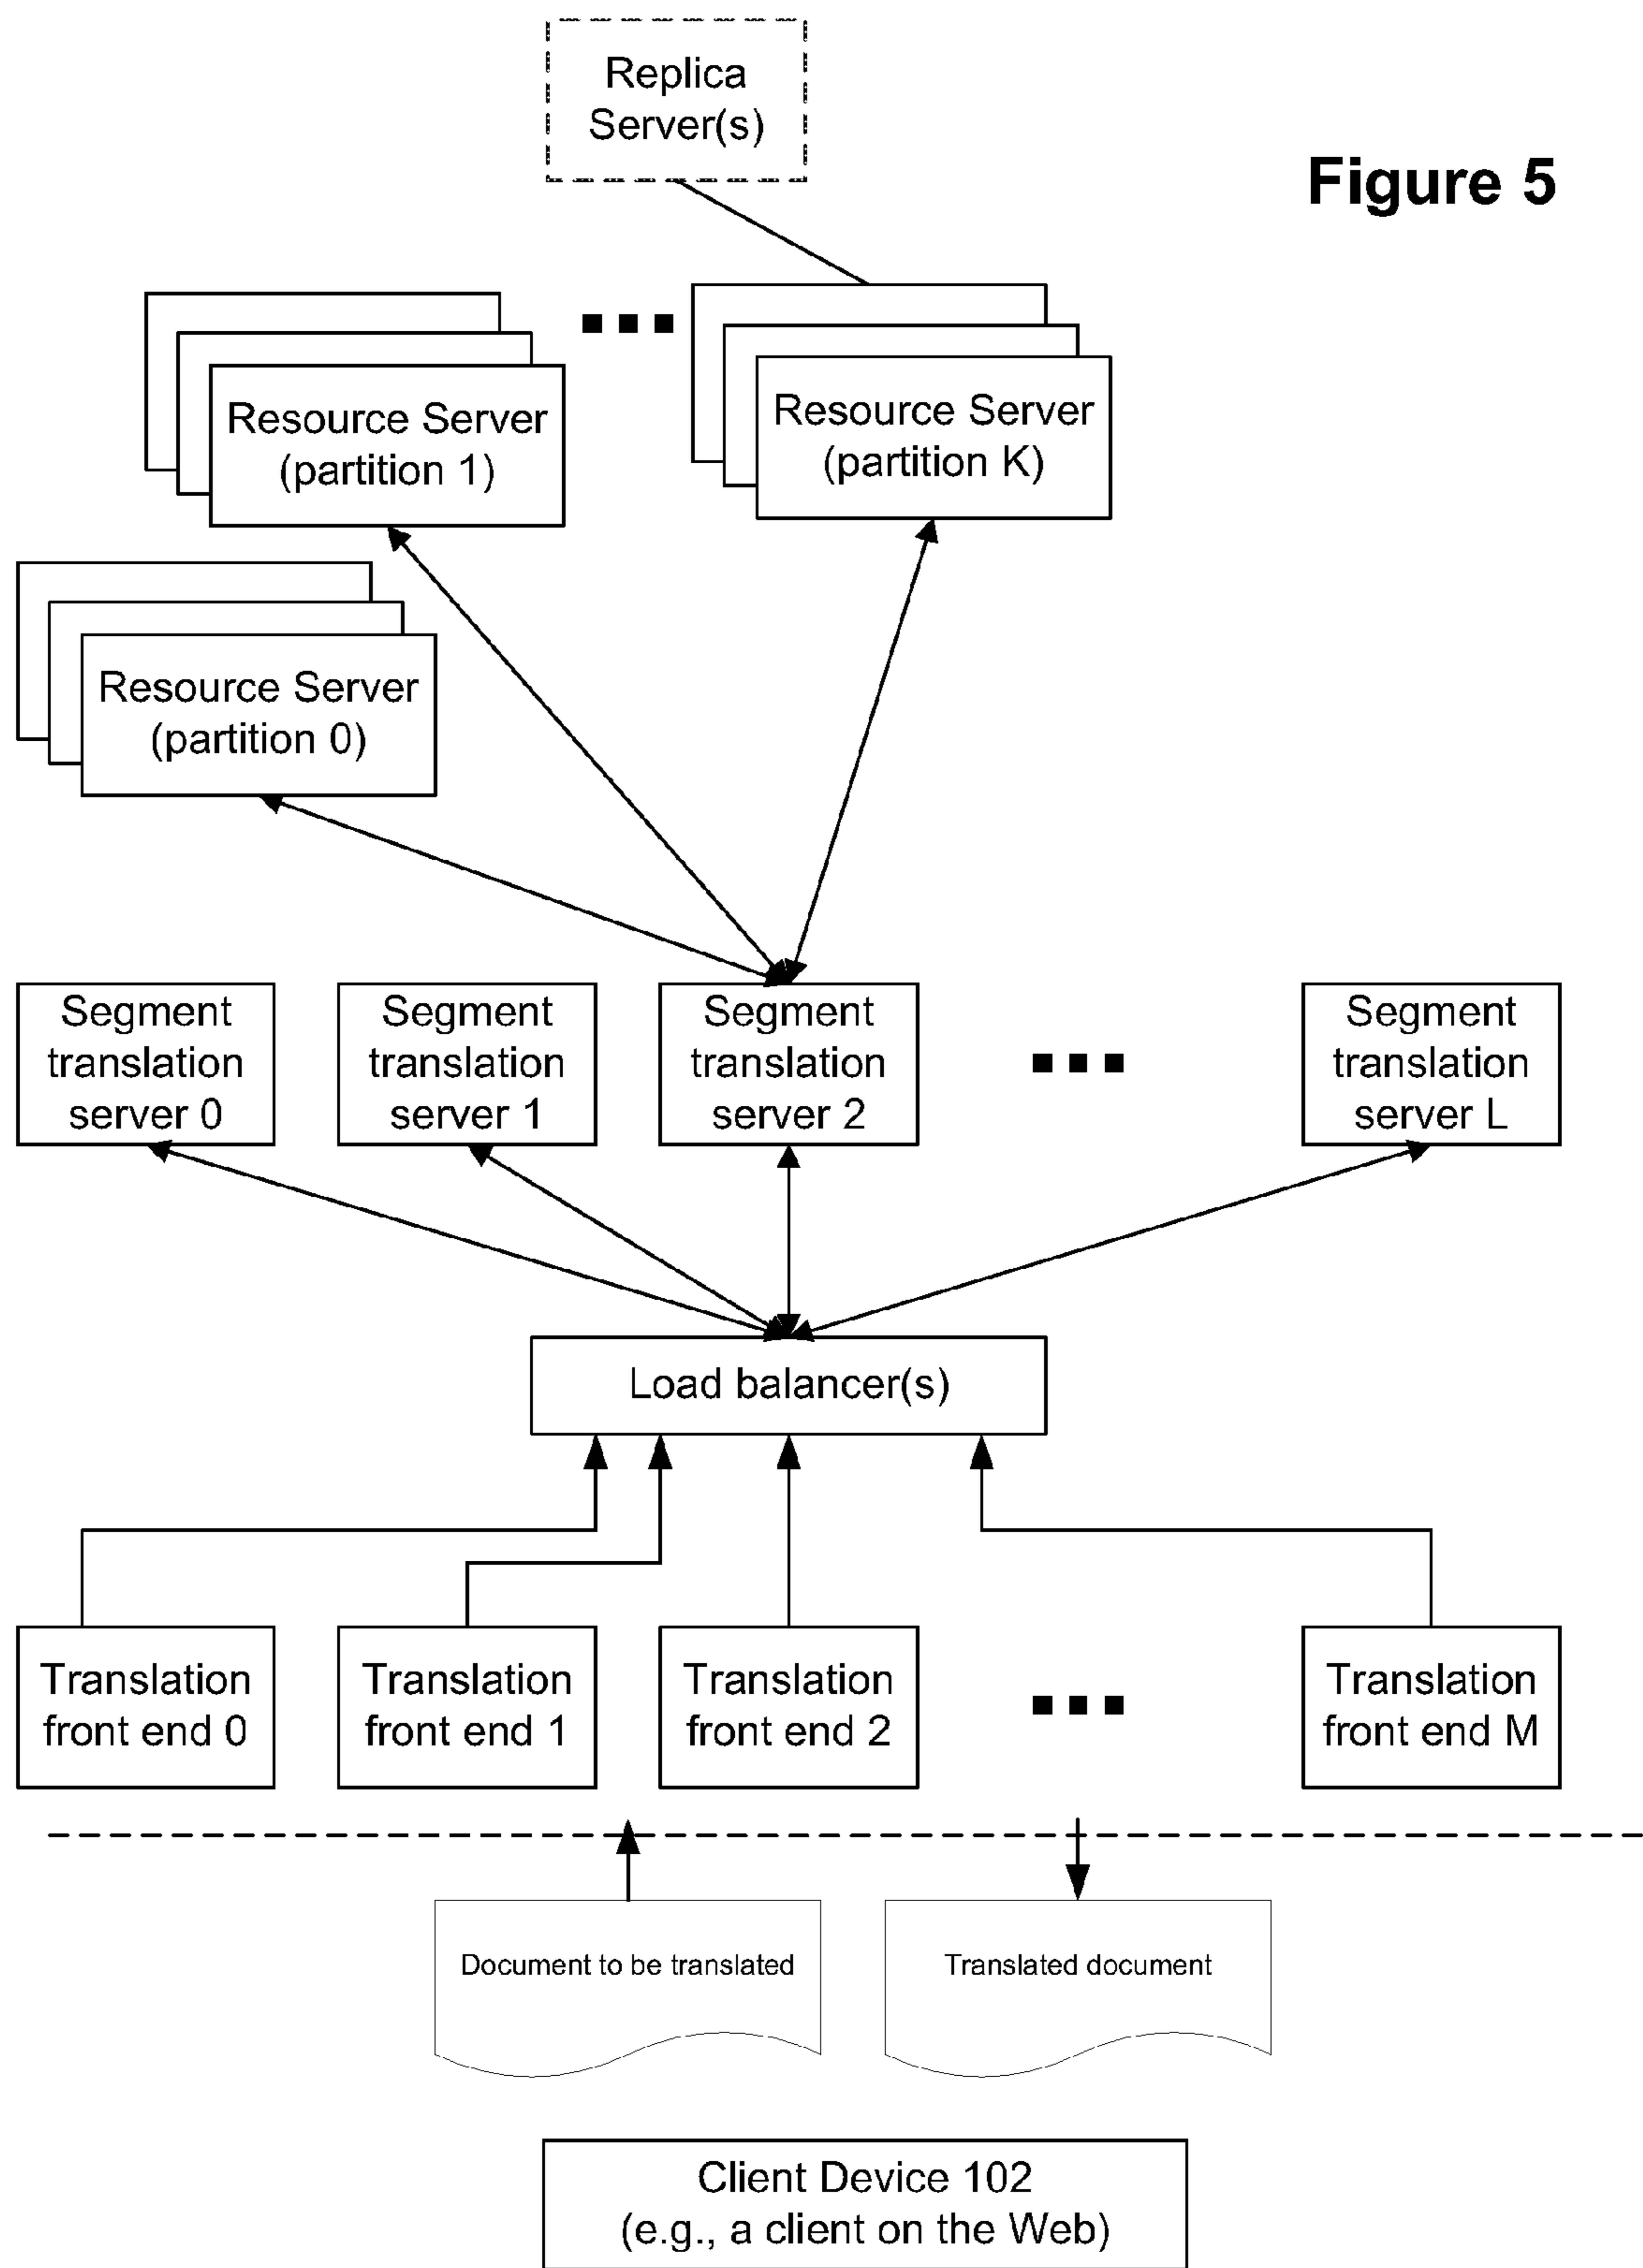 Replica
Server(s)
Figure 5
Resource Server
(partition 1)
Resource Server
(partition K)
Resource Server
(partition 0)
Segment
translation
server 0
Segment
translation
server 1
Segment
translation
server 2
Segment
translation
server L
Load balancer(s)
Translation
front end 0
Translation
front end 1
Translation
front end 2
Translation
front end M
Document to be translated
Translated document
Client Device 102
(e.g., a client on the Web)